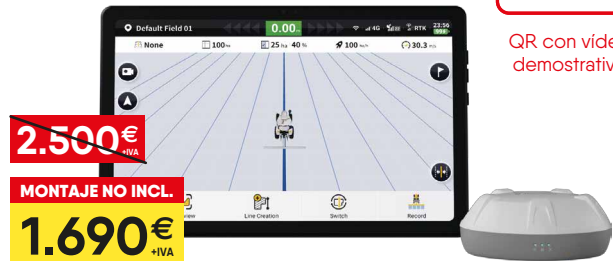 Default Field 01
0.00
4G
RTK
23:56
None
100
25 ha 40 %
100
30.3
QR con víde
demostrativ
2.500€
+IVA
MONTAJE NO INCL.
1.690€
+IVA
Line Creation
Switch
Record